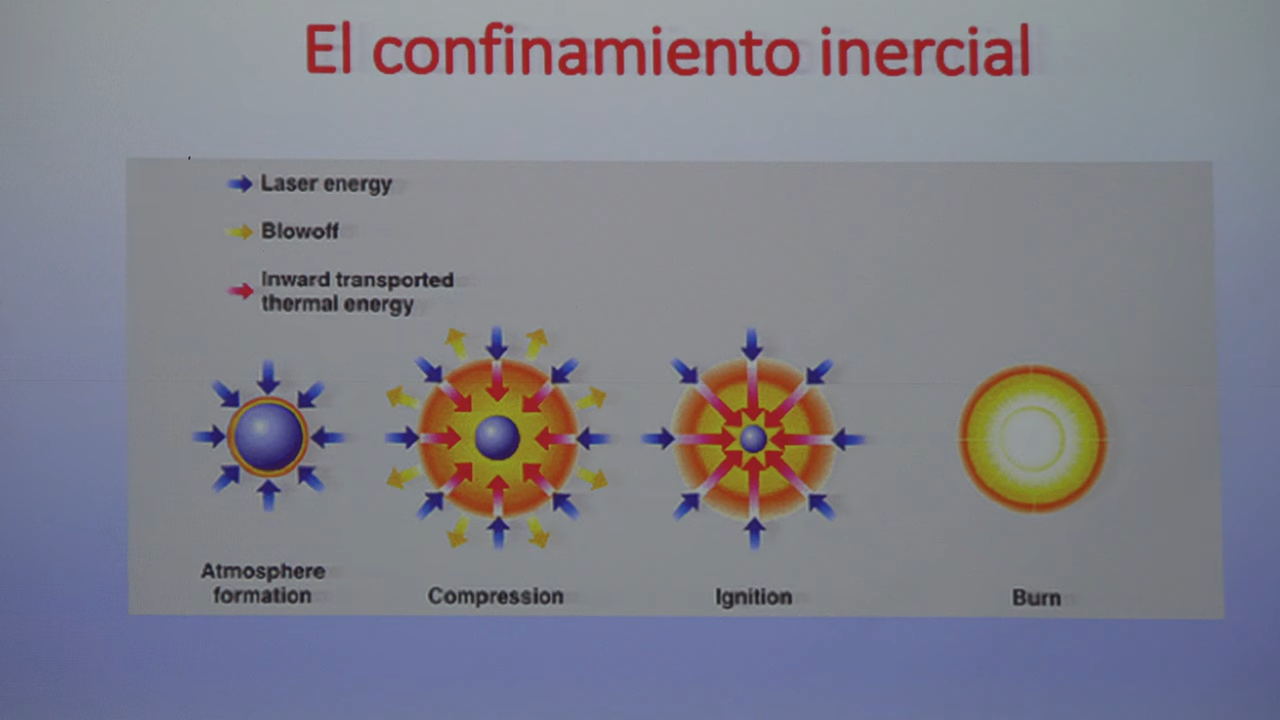 El confinamiento inercial
Laser energy
Blowoff
Inward transported
thermal energy
Atmosphere
formation
Compression
Ignition
Burn